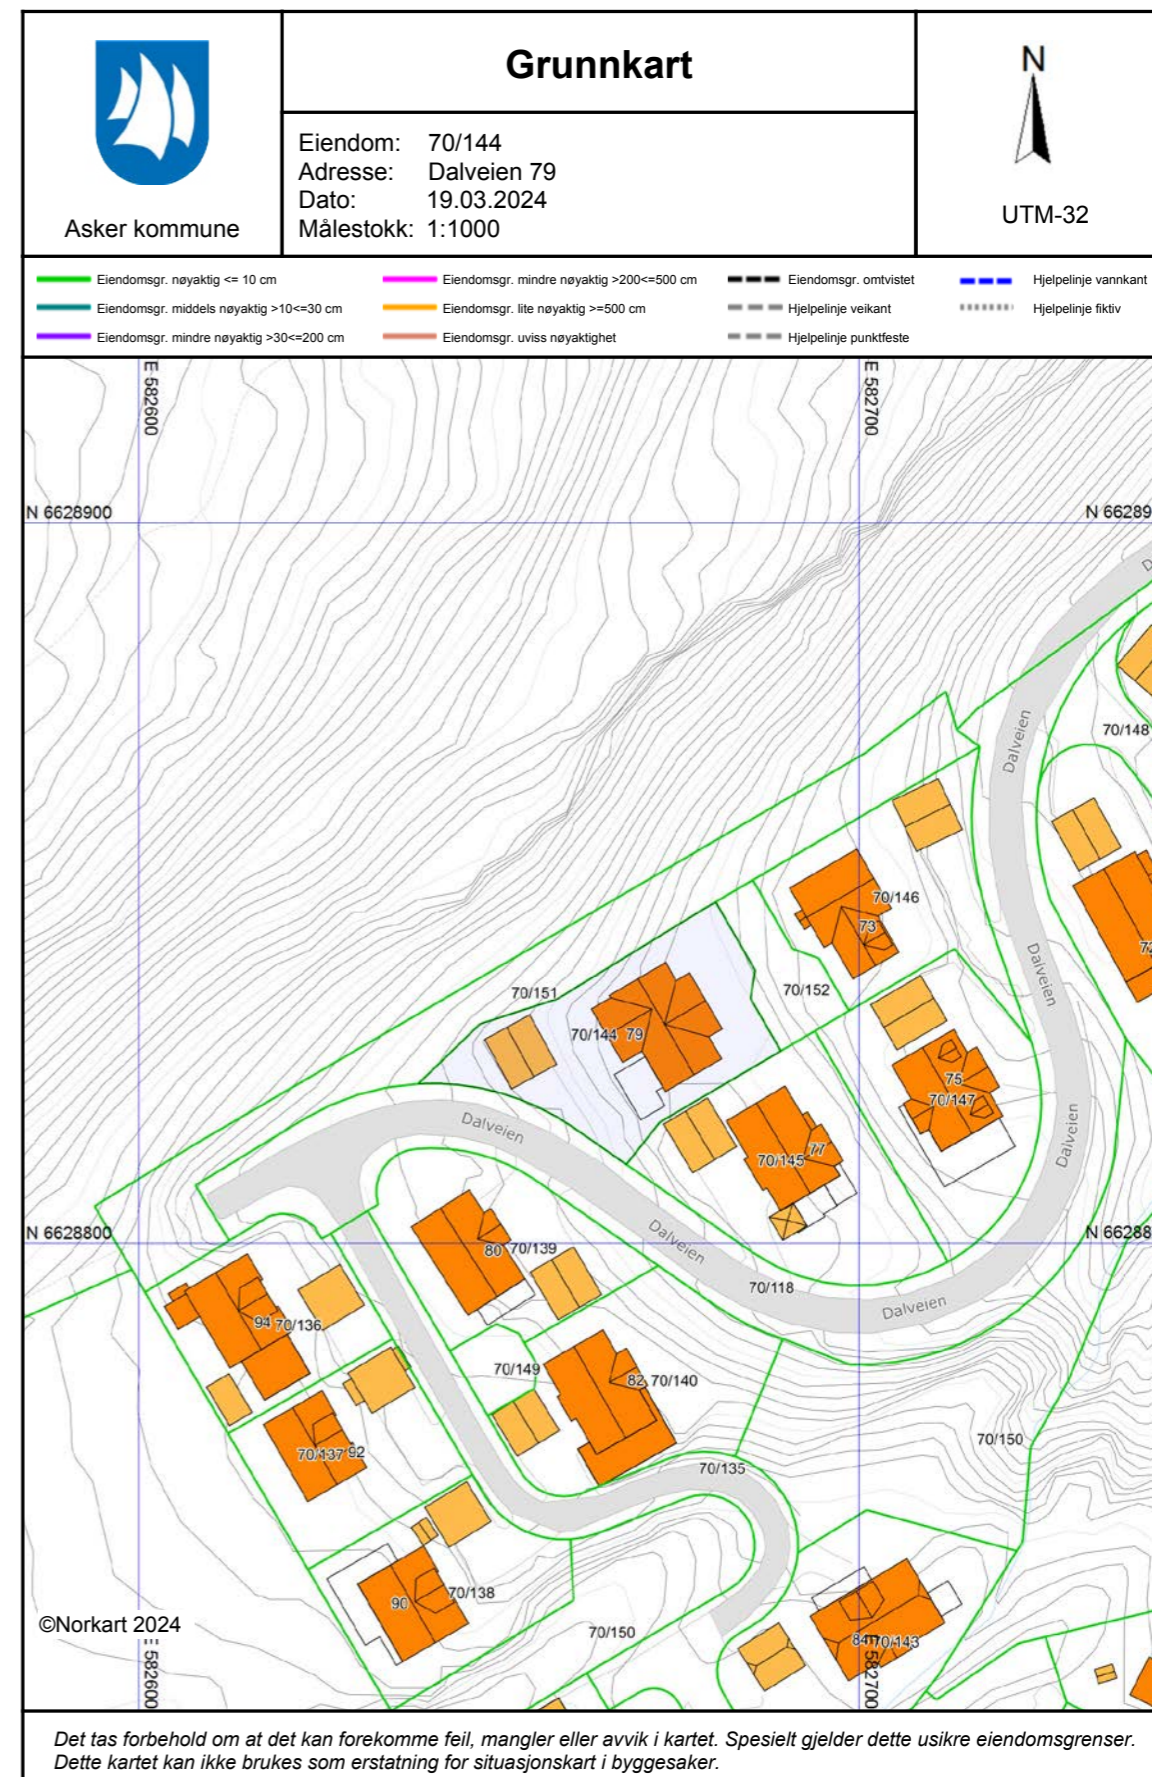 Grunnkart
Asker kommune
Eiendom: 70/144
Adresse: Dalveien 79
Dato: 19.03.2024
Målestokk: 1:1000
N
UTM-32
Eiendomsgr. nøyaktig <= 10 cm
Eiendomsgr. middels nøyaktig >10<=30 cm
Eiendomsgr. mindre nøyaktig >30<=200 cm
Eiendomsgr. mindre nøyaktig >200<=500 cm
Eiendomsgr. lite nøyaktig >=500 cm
Eiendomsgr. uviss nøyaktighet
Eiendomsgr. omtvistet
Hjelpelinje veikant
Hjelpelinje punktfeste
Hjelpelinje vannkant
Hjelpelinje fiktiv
E 582600
E 582700
N 6628900
N 66289
D
Dalveien
70/148
70/146
73
72
Dalveien
70/151
70/152
70/144 79
75
70/147
Dalveien
Dalveien
77
70/145
N 6628800
N 66288
80 70/139
Dalveien
70/118
Dalveien
94 70/136
70/149
82 70/140
70/137 92
70/135
70/150
90
70/138
70/150
84 70/143
©Norkart 2024
E 582600
E 582700
Det tas forbehold om at det kan forekomme feil, mangler eller avvik i kartet. Spesielt gjelder dette usikre eiendomsgrenser.
Dette kartet kan ikke brukes som erstatning for situasjonskart i byggesaker.